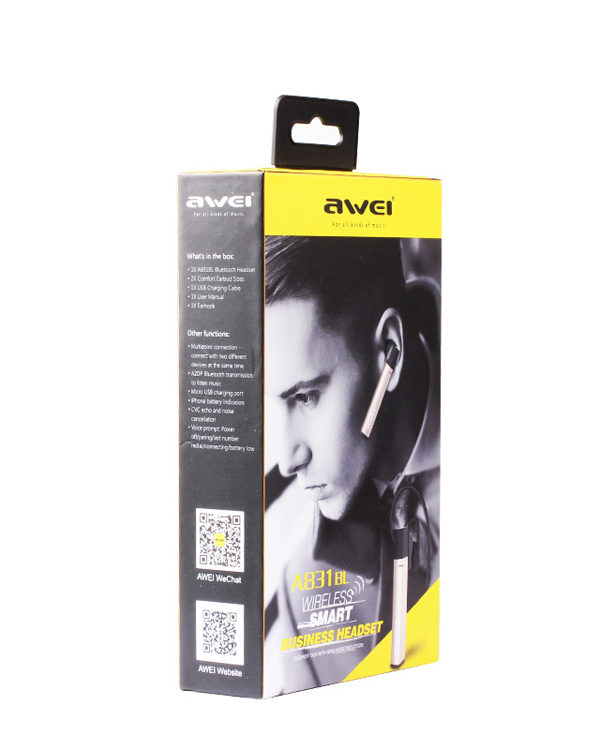 AWEI
For all kinds of music
What's in the box:
• 1X A831BL Bluetooth Headset
• 2X Comfort Earbud Sizes
• 1X USB Charging Cable
• 1X User Manual
• 1X Earhook
Other functions:
• Multipoint connection --
connect with two different
devices at the same time
• A2DP Bluetooth transmission
to listen music
• Micro USB charging port
• iPhone battery indication
• CVC echo and noise
cancellation
• Voice prompt: Power
off/pairing/last number
redial/connecting/battery low
AWEI WeChat
AWEI Website
AWEI®
For all kinds of music
A831BL
WIRELESS
SMART
BUSINESS HEADSET
TALK WITH